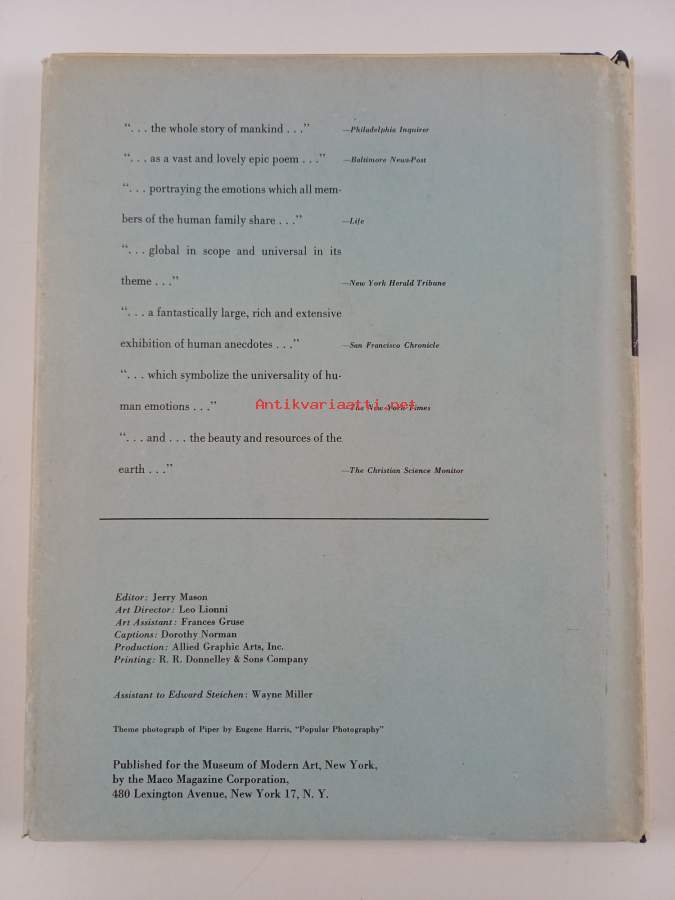 ". . . the whole story of mankind . . ." —Philadelphia Inquirer
". . . as a vast and lovely epic poem . . ." —Baltimore News-Post
". . . portraying the emotions which all mem-
bers of the human family share . . ." —Life
". . . global in scope and universal in its
theme . . ." —New York Herald Tribune
". . . a fantastically large, rich and extensive
exhibition of human anecdotes . . ." —San Francisco Chronicle
". . . which symbolize the universality of hu-
man emotions . . ." —The New York Times
Antikvariaatti.net
". . . and . . . the beauty and resources of the
earth . . ." —The Christian Science Monitor
Editor: Jerry Mason
Art Director: Leo Lionni
Art Assistant: Frances Gruse
Captions: Dorothy Norman
Production: Allied Graphic Arts, Inc.
Printing: R. R. Donnelley & Sons Company
Assistant to Edward Steichen: Wayne Miller
Theme photograph of Piper by Eugene Harris, "Popular Photography"
Published for the Museum of Modern Art, New York,
by the Maco Magazine Corporation,
480 Lexington Avenue, New York 17, N. Y.